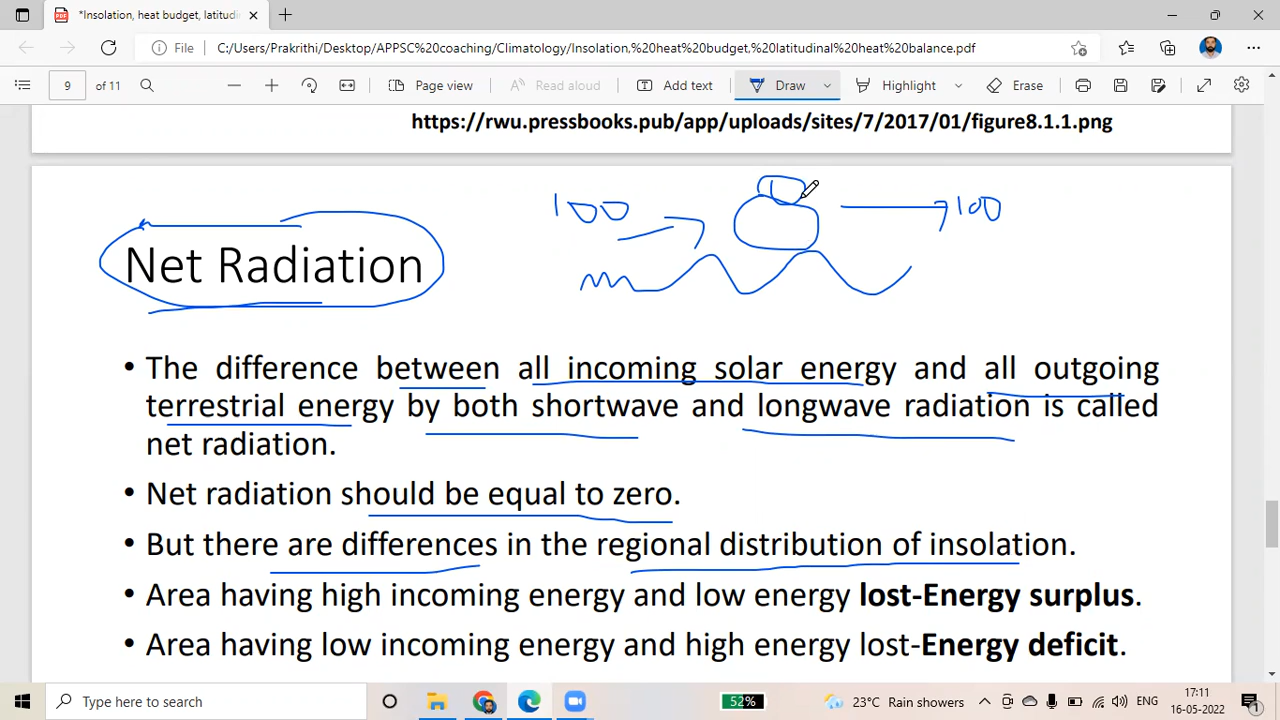 *Insolation, heat budget, latitudi
File
C:/Users/Prakrithi/Desktop/APPSC%20coaching/Climatology/Insolation,%20heat%20budget,%20latitudinal%20heat%20balance.pdf
9 of 11
Page view
Read aloud
Add text
Draw
Highlight
Erase
https://rwu.pressbooks.pub/app/uploads/sites/7/2017/01/figure8.1.1.png
100
100
Net Radiation
• The difference between all incoming solar energy and all outgoing
terrestrial energy by both shortwave and longwave radiation is called
net radiation.
• Net radiation should be equal to zero.
• But there are differences in the regional distribution of insolation.
• Area having high incoming energy and low energy lost-Energy surplus.
• Area having low incoming energy and high energy lost-Energy deficit.
Type here to search
52%
23°C Rain showers
ENG
17:11
16-05-2022